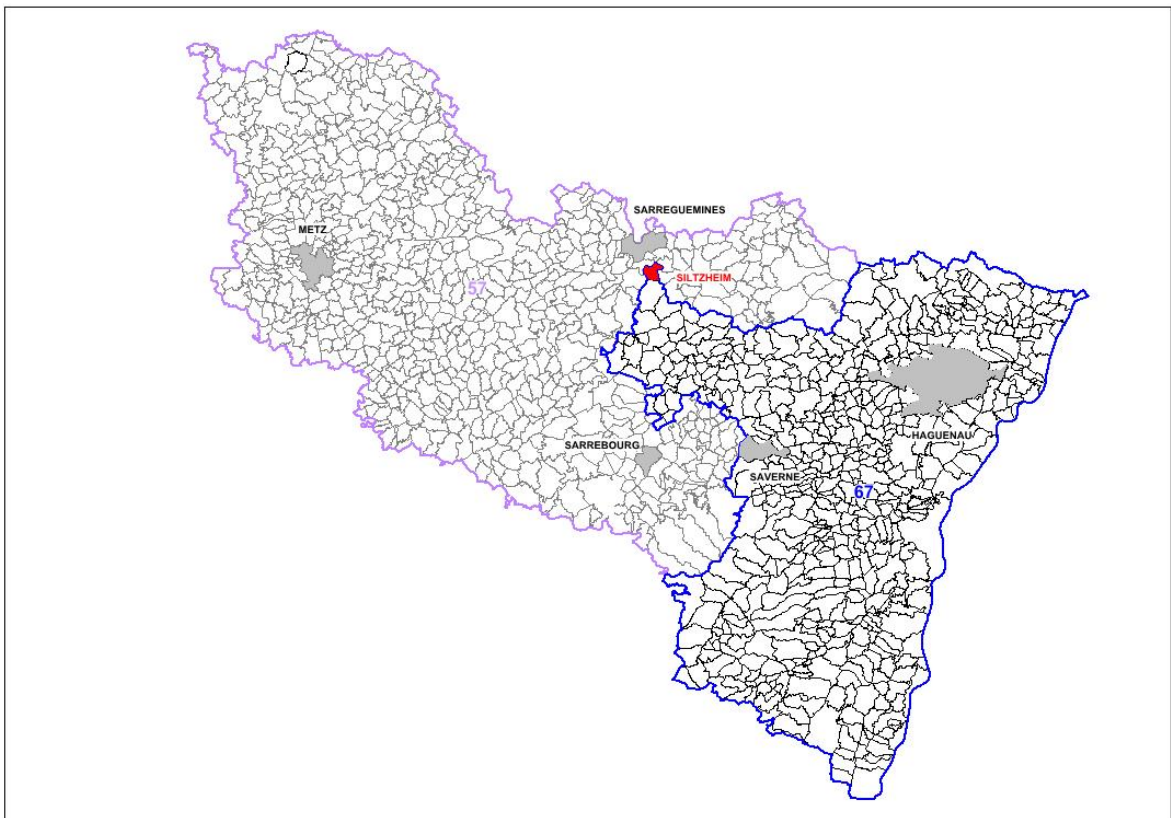 SARREGUEMINES
METZ
SILTZHEIM
57
HAGUENAU
SARREBOURG
SAVERNE
67